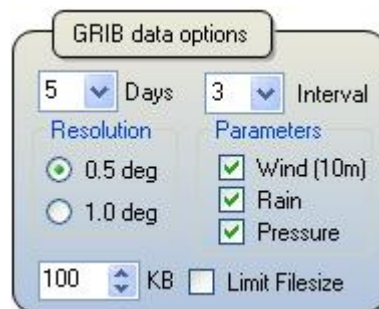 GRIB data options
5 Days 3 Interval
Resolution Parameters
0.5 deg Wind (10m)
1.0 deg Rain
Pressure
100 KB Limit Filesize